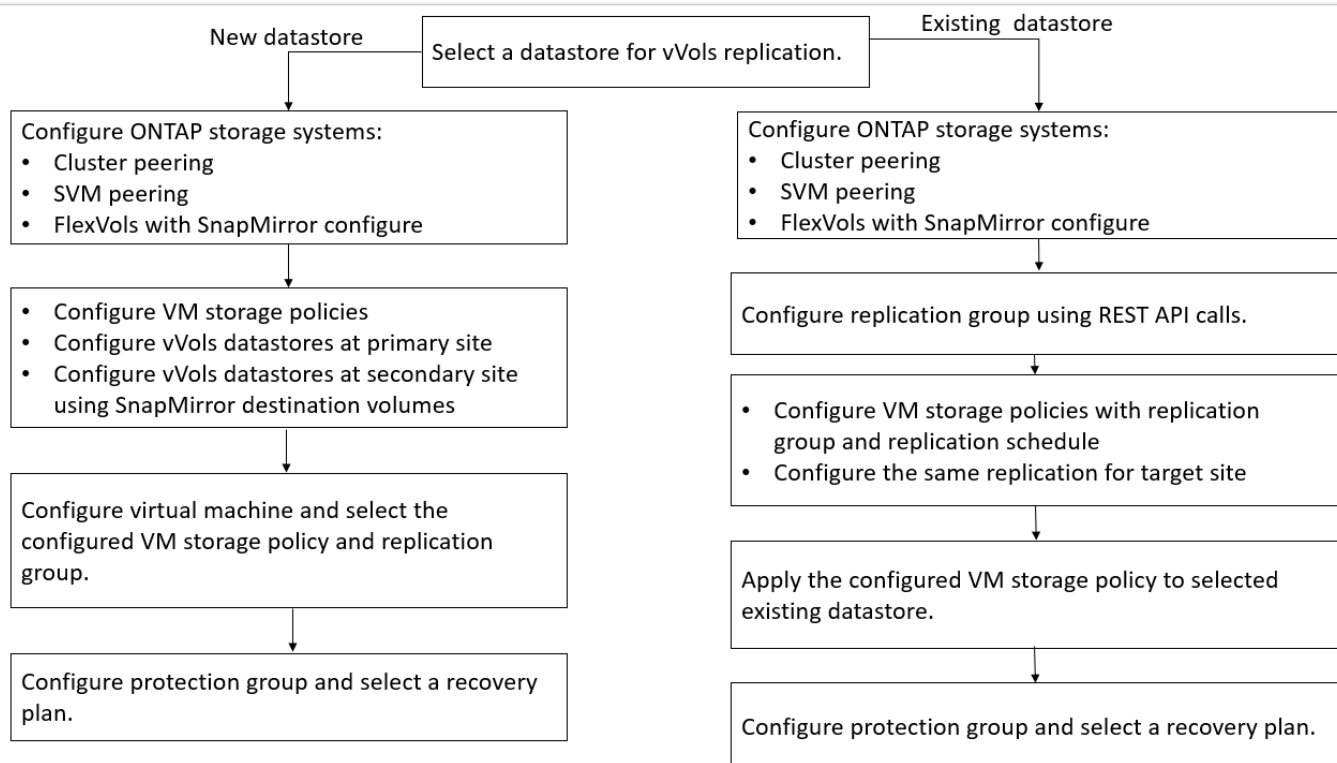 New datastore
Select a datastore for vVols replication.
Existing datastore
Configure ONTAP storage systems:
• Cluster peering
• SVM peering
• FlexVols with SnapMirror configure
• Configure VM storage policies
• Configure vVols datastores at primary site
• Configure vVols datastores at secondary site
using SnapMirror destination volumes
Configure virtual machine and select the
configured VM storage policy and replication
group.
Configure protection group and select a recovery
plan.
Configure ONTAP storage systems:
• Cluster peering
• SVM peering
• FlexVols with SnapMirror configure
Configure replication group using REST API calls.
• Configure VM storage policies with replication
group and replication schedule
• Configure the same replication for target site
Apply the configured VM storage policy to selected
existing datastore.
Configure protection group and select a recovery plan.